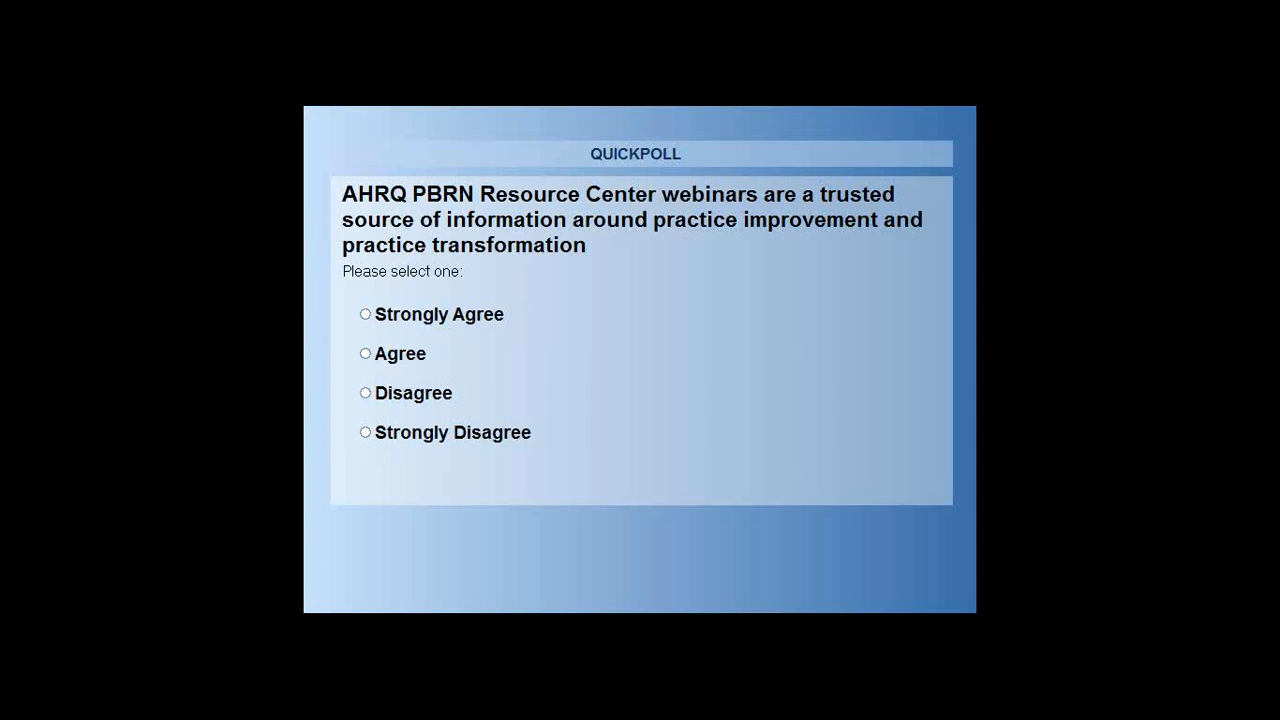 QUICKPOLL
AHRQ PBRN Resource Center webinars are a trusted
source of information around practice improvement and
practice transformation
Please select one:
Strongly Agree
Agree
Disagree
Strongly Disagree